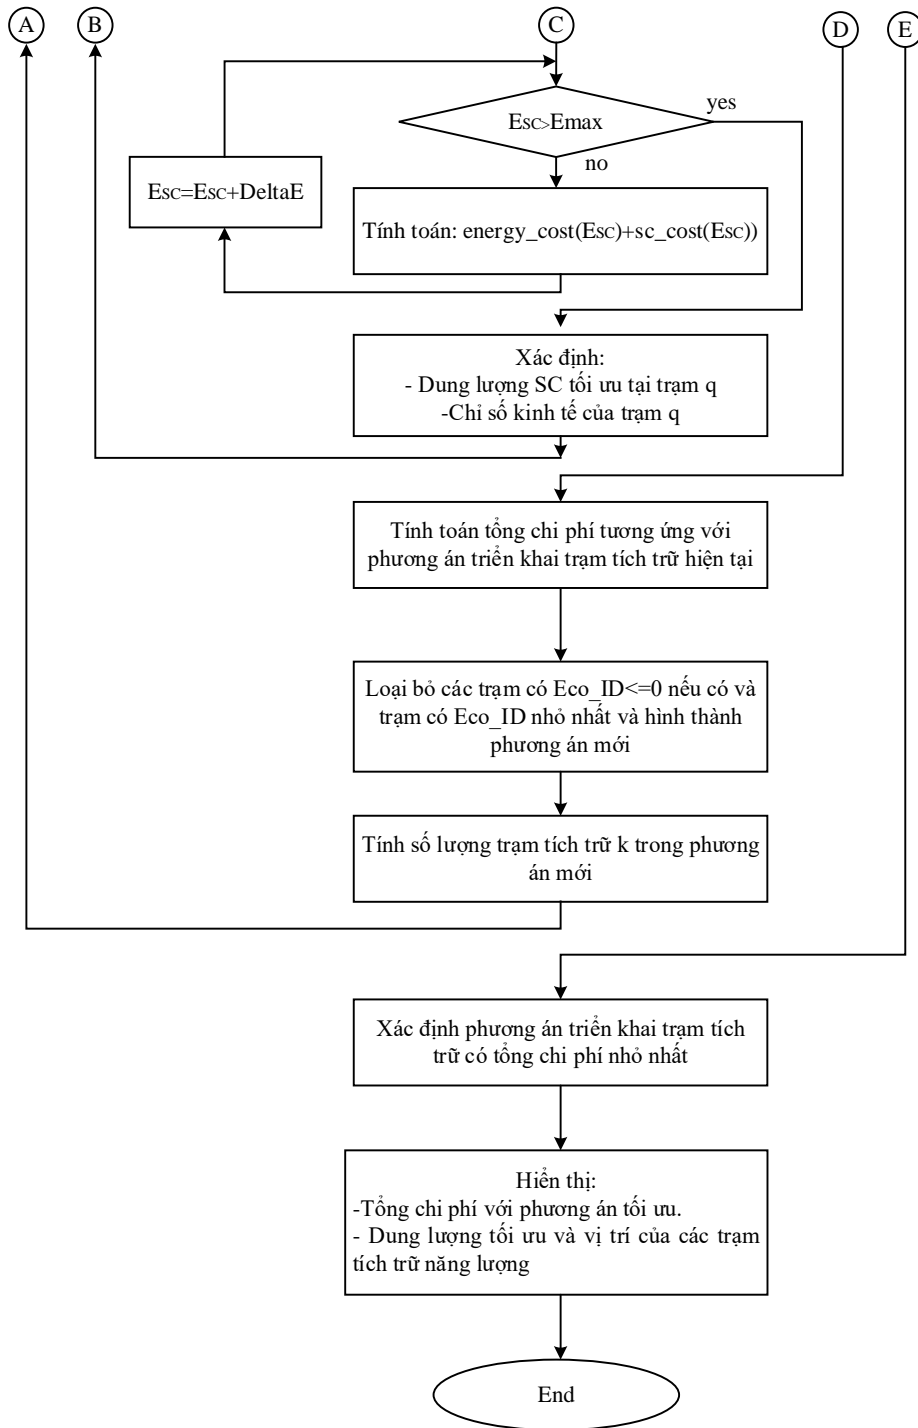 A
B
C
D
E
yes
Esc>Emax
no
Esc=Esc+DeltaE
Tính toán: energy_cost(Esc)+sc_cost(Esc))
Xác định:
- Dung lượng SC tối ưu tại trạm q
-Chỉ số kinh tế của trạm q
Tính toán tổng chi phí tương ứng với
phương án triển khai trạm tích trữ hiện tại
Loại bỏ các trạm có Eco_ID<=0 nếu có và
trạm có Eco_ID nhỏ nhất và hình thành
phương án mới
Tính số lượng trạm tích trữ k trong phương
án mới
Xác định phương án triển khai trạm tích
trữ có tổng chi phí nhỏ nhất
Hiển thị:
-Tổng chi phí với phương án tối ưu.
- Dung lượng tối ưu và vị trí của các trạm
tích trữ năng lượng
End